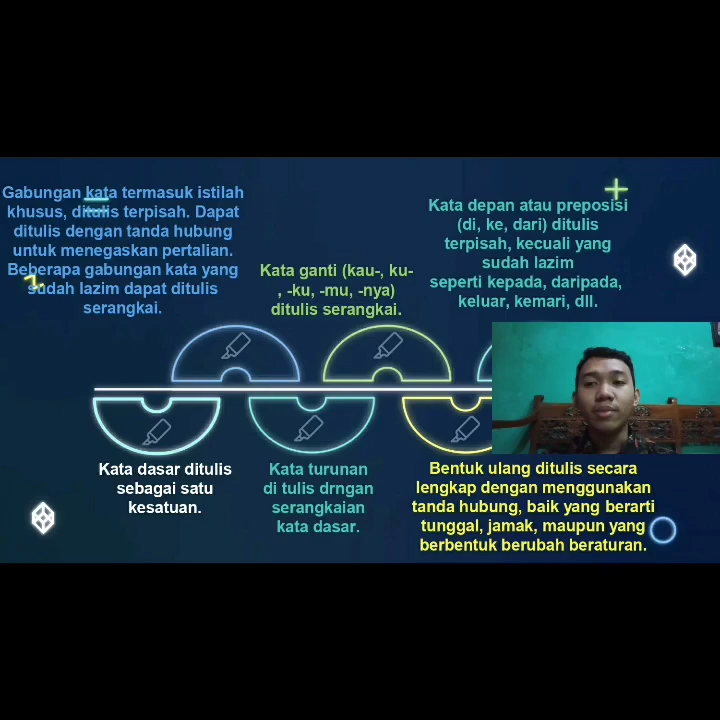 Gabungan kata termasuk istilah
khusus, ditulis terpisah. Dapat
ditulis dengan tanda hubung
untuk menegaskan pertalian.
Beberapa gabungan kata yang
sudah lazim dapat ditulis
serangkai.
Kata ganti (kau-, ku-
, -ku, -mu, -nya)
ditulis serangkai.
Kata depan atau preposisi
(di, ke, dari) ditulis
terpisah, kecuali yang
sudah lazim
seperti kepada, daripada,
keluar, kemari, dll.
Kata dasar ditulis
sebagai satu
kesatuan.
Kata turunan
di tulis drngan
serangkaian
kata dasar.
Bentuk ulang ditulis secara
lengkap dengan menggunakan
tanda hubung, baik yang berarti
tunggal, jamak, maupun yang
berbentuk berubah beraturan.